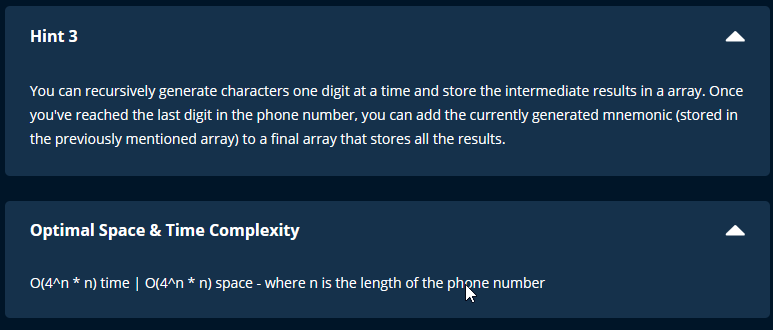 Hint 3
You can recursively generate characters one digit at a time and store the intermediate results in a array. Once
you've reached the last digit in the phone number, you can add the currently generated mnemonic (stored in
the previously mentioned array) to a final array that stores all the results.
Optimal Space & Time Complexity
O(4^n * n) time | O(4^n * n) space - where n is the length of the phone number